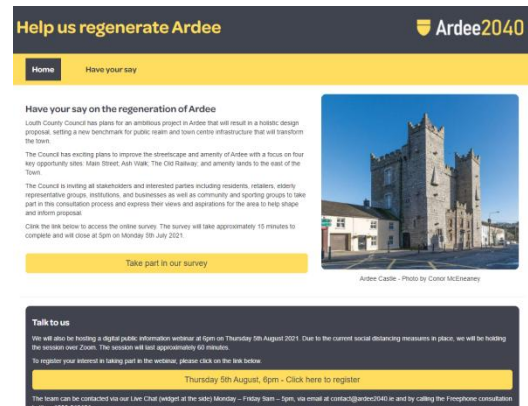 Help us regenerate Ardee
Ardee2040
Home
Have your say
Have your say on the regeneration of Ardee
Louth County Council has plans for an ambitious project in Ardee that will result in a holistic design
proposal, setting a new benchmark for public realm and town centre infrastructure that will transform
the town.
The Council has exciting plans to improve the streetscape and amenity of Ardee with a focus on four
key opportunity sites: Main Street; Ash Walk; The Old Railway; and amenity lands to the east of the
Town.
The Council is inviting all stakeholders and interested parties including residents, retailers, elderly
representative groups, institutions, and businesses as well as community and sporting groups to take
part in this consultation process and express their views and aspirations for the area to help shape
and inform proposal.
Clink the link below to access the online survey. The survey will take approximately 15 minutes to
complete and will close at 5pm on Monday 5th July 2021.
Take part in our survey
Ardee Castle - Photo by Conor McEneaney.
Talk to us
We will also be hosting a digital public information webinar at 6pm on Thursday 5th August 2021. Due to the current social distancing measures in place, we will be holding
the session over Zoom. The session will last approximately 60 minutes.
To register your interest in taking part in the webinar, please click on the link below.
Thursday 5th August, 6pm - Click here to register
The team can be contacted via our Live Chat (widget at the side) Monday – Friday 9am – 5pm, via email at contact@ardee2040.ie and by calling the Freephone consultation